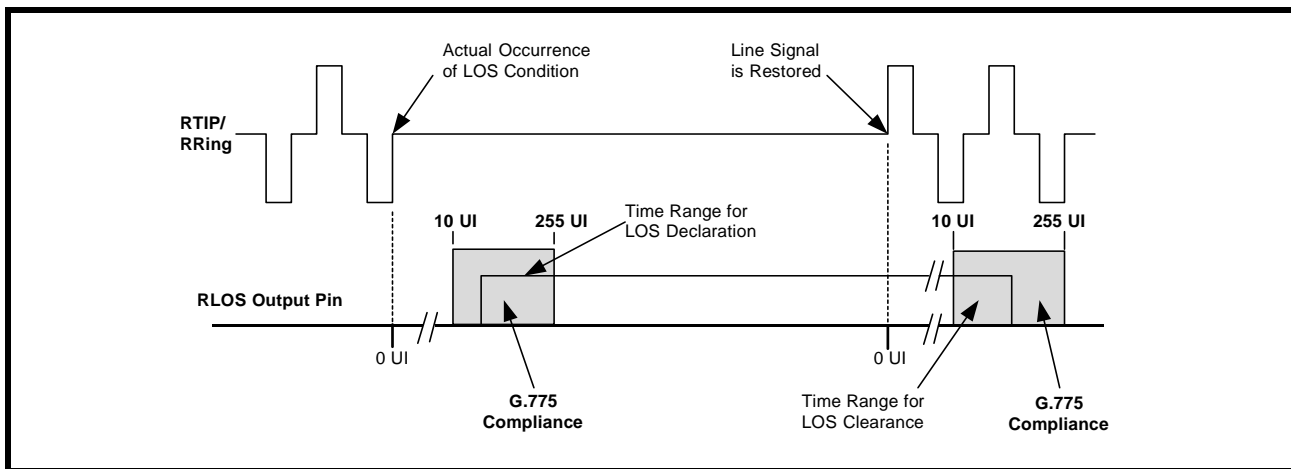 Actual Occurrence
of LOS Condition
Line Signal
is Restored
RTIP/
RRing
10 UI
255 UI
Time Range for
LOS Declaration
10 UI
255 UI
RLOS Output Pin
0 UI
0 UI
G.775
Compliance
Time Range for
LOS Clearance
G.775
Compliance